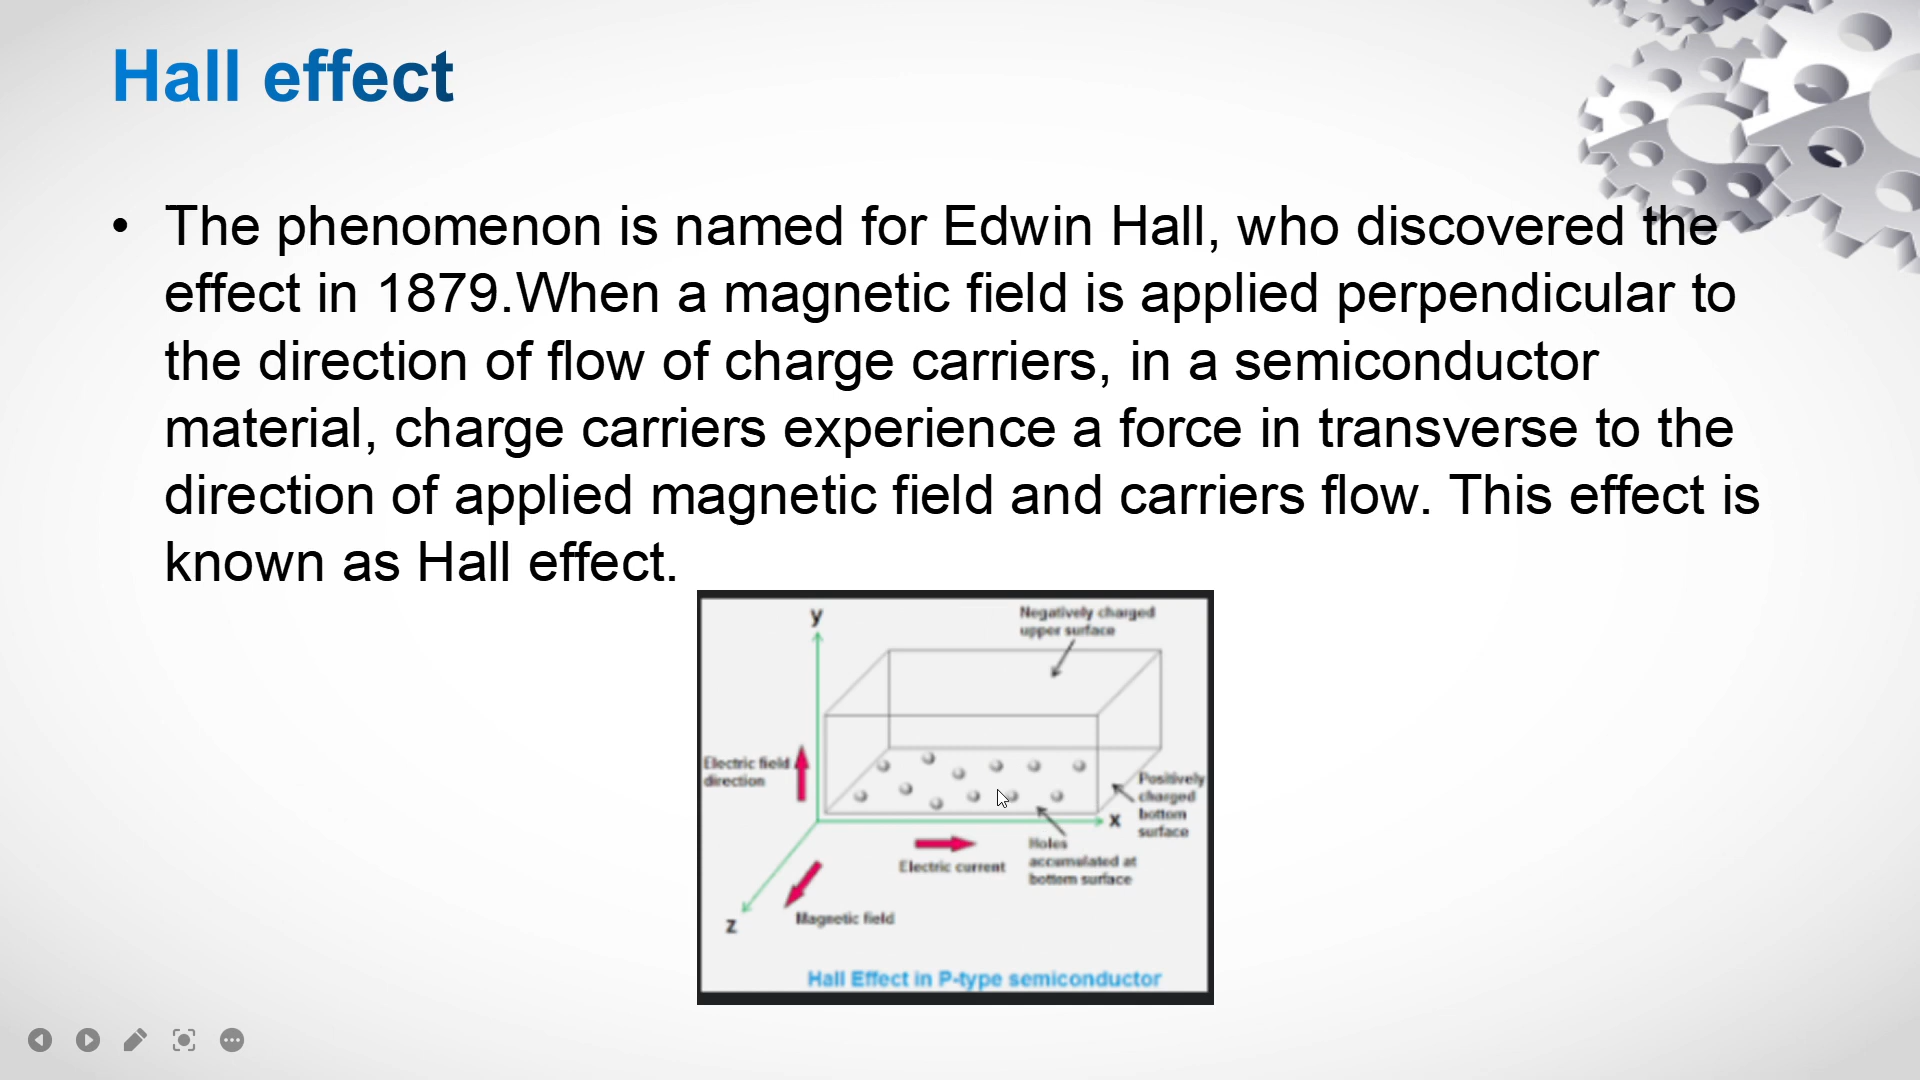 Hall effect
• The phenomenon is named for Edwin Hall, who discovered the
effect in 1879.When a magnetic field is applied perpendicular to
the direction of flow of charge carriers, in a semiconductor
material, charge carriers experience a force in transverse to the
direction of applied magnetic field and carriers flow. This effect is
known as Hall effect.
y
Negatively charged
upper surface
Electric field
direction
Positively
charged
bottom
surface
x
Electric current
Holes
accumulated at
bottom surface
Magnetic field
z
Hall Effect in P-type semiconductor